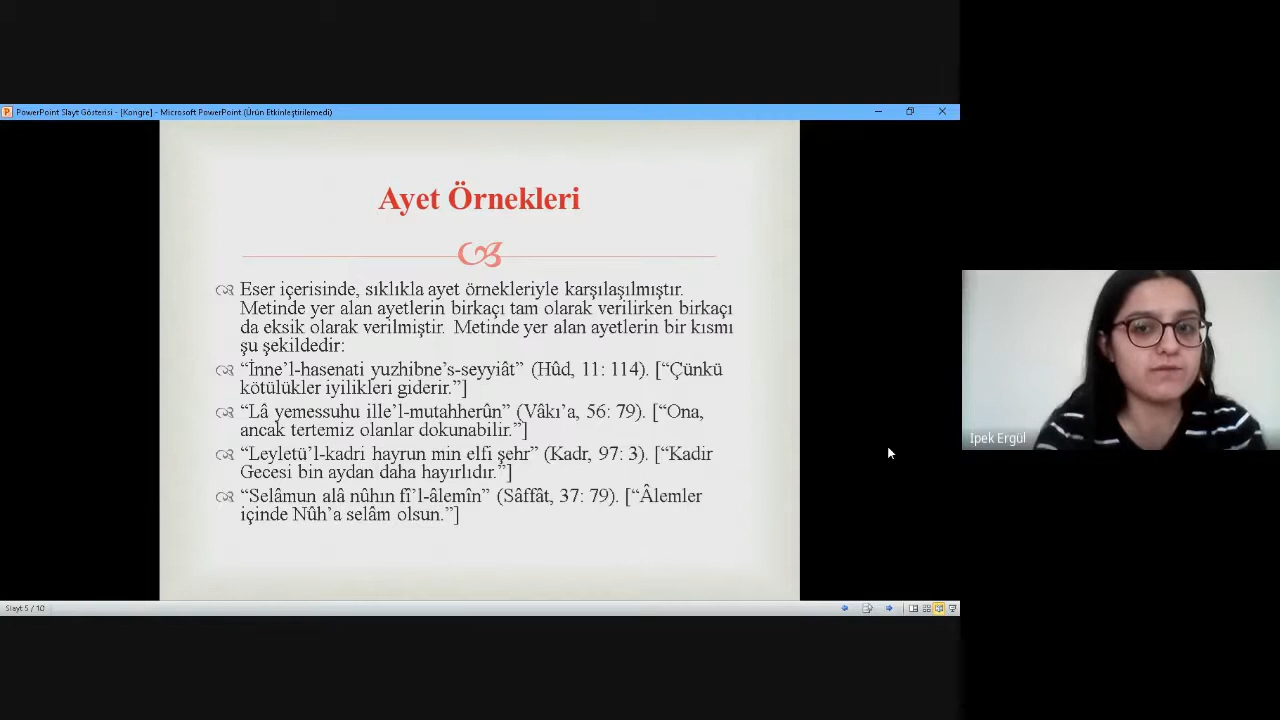 PowerPoint Slayt Gösterisi - [Kongre] - Microsoft PowerPoint (Ürün Etkinleştirilemedi)
Ayet Örnekleri
Eser içerisinde, sıklıkla ayet örnekleriyle karşılaşılmıştır.
Metinde yer alan ayetlerin birkaçı tam olarak verilirken birkaçı
da eksik olarak verilmiştir. Metinde yer alan ayetlerin bir kısmı
şu şekildedir:
“İnne’l-hasenati yuzhibne’s-seyyiât” (Hûd, 11: 114). [“Çünkü
kötülükler iyilikleri giderir.”]
“Lâ yemessuhu ille’l-mutahherûn” (Vâkı’a, 56: 79). [“Ona,
ancak tertemiz olanlar dokunabilir.”]
“Leyletü’l-kadri hayrun min elfi şehr” (Kadr, 97: 3). [“Kadir
Gecesi bin aydan daha hayırlıdır.”]
“Selâmun alâ nûhın fî’l-âlemîn” (Sâffât, 37: 79). [“Âlemler
içinde Nûh’a selâm olsun.”]
İpek Ergül
Slayt 5 / 10